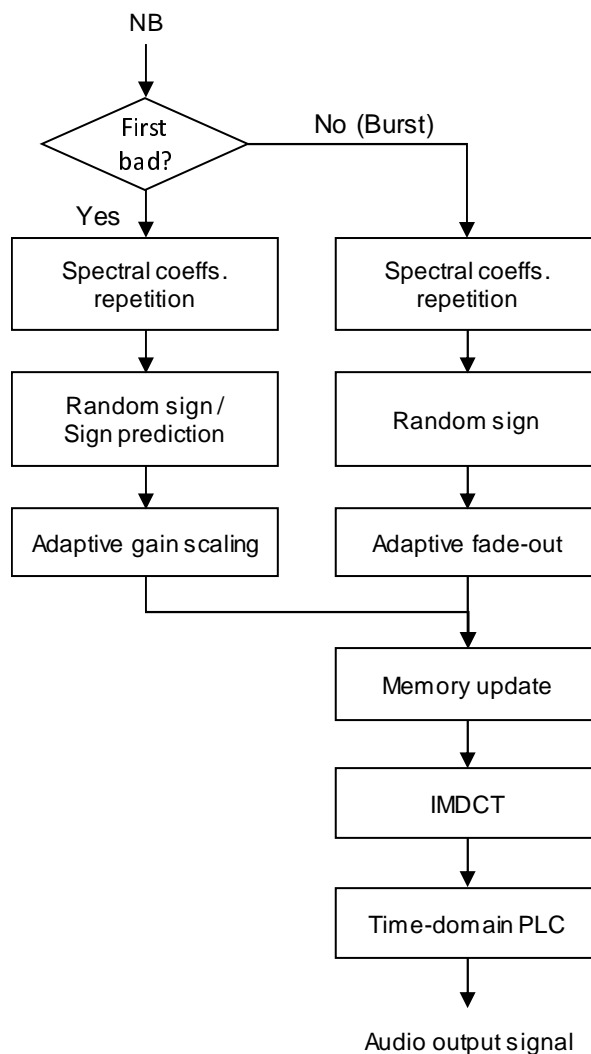 NB
First
bad?
No (Burst)
Yes
Spectral coeffs.
repetition
Spectral coeffs.
repetition
Random sign /
Sign prediction
Random sign
Adaptive gain scaling
Adaptive fade-out
Memory update
IMDCT
Time-domain PLC
Audio output signal